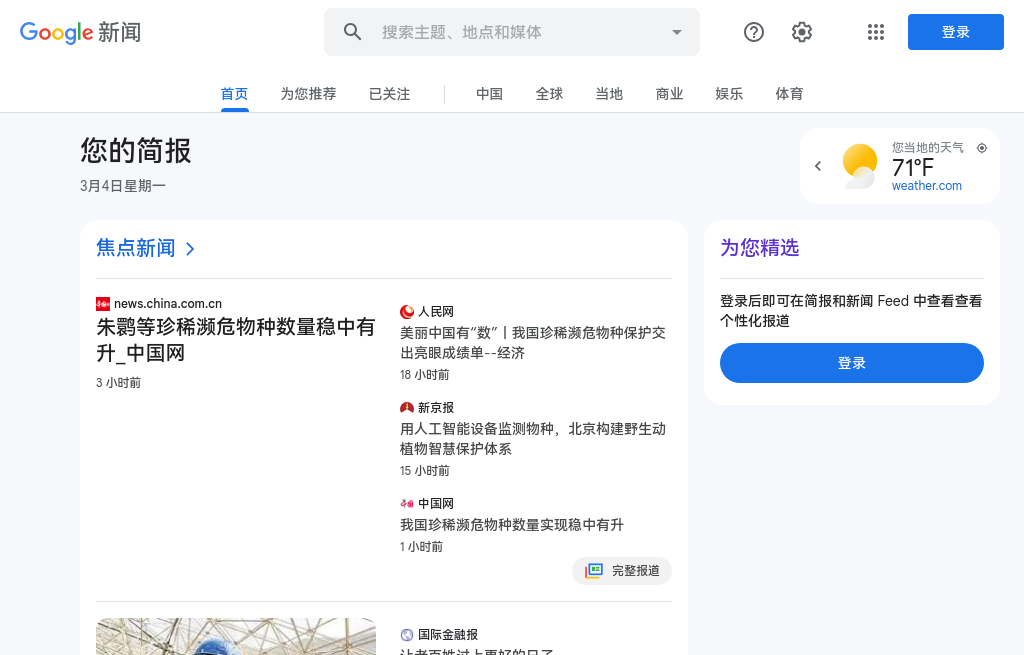 Google 新闻
搜索主题、地点和媒体
登录
首页
为您推荐
已关注
中国
全球
当地
商业
娱乐
体育
您的简报
3月4日星期一
您当地的天气
71°F
weather.com
焦点新闻
news.china.com.cn
朱鹮等珍稀濒危物种数量稳中有
升_中国网
3 小时前
人民网
美丽中国有“数”丨我国珍稀濒危物种保护交
出亮眼成绩单--经济
18 小时前
新京报
用人工智能设备监测物种，北京构建野生动
植物智慧保护体系
15 小时前
中国网
我国珍稀濒危物种数量实现稳中有升
1 小时前
完整报道
为您精选
登录后即可在简报和新闻 Feed 中查看查看
个性化报道
登录
国际金融报
让老百姓过上更好的日子